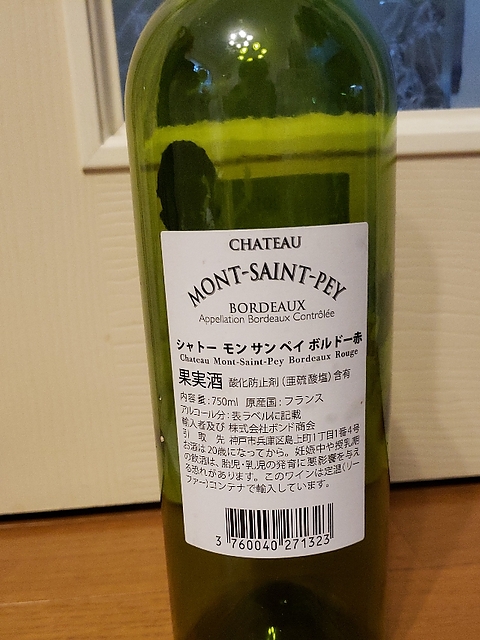 CHATEAU
MONT-SAINT-PEY
BORDEAUX
Appellation Bordeaux Contrôlée
シャトー モン サン ペイ ボルドー赤
Chateau Mont-Saint-Pey Bordeaux Rouge
果実酒 酸化防止剤(亜硫酸塩)含有
内容量:750ml 原産国:フランス
アルコール分:表ラベルに記載
輸入者及び 株式会社ボンド商会
引取先 神戸市兵庫区島上町1丁目1番4号
お酒は20歳になってから。妊娠中や授乳期
の飲酒は、胎児・乳児の発育に悪影響を与え
る恐れがあります。このワインは定温(リー
ファー)コンテナで輸入しています。
3 760040 271323